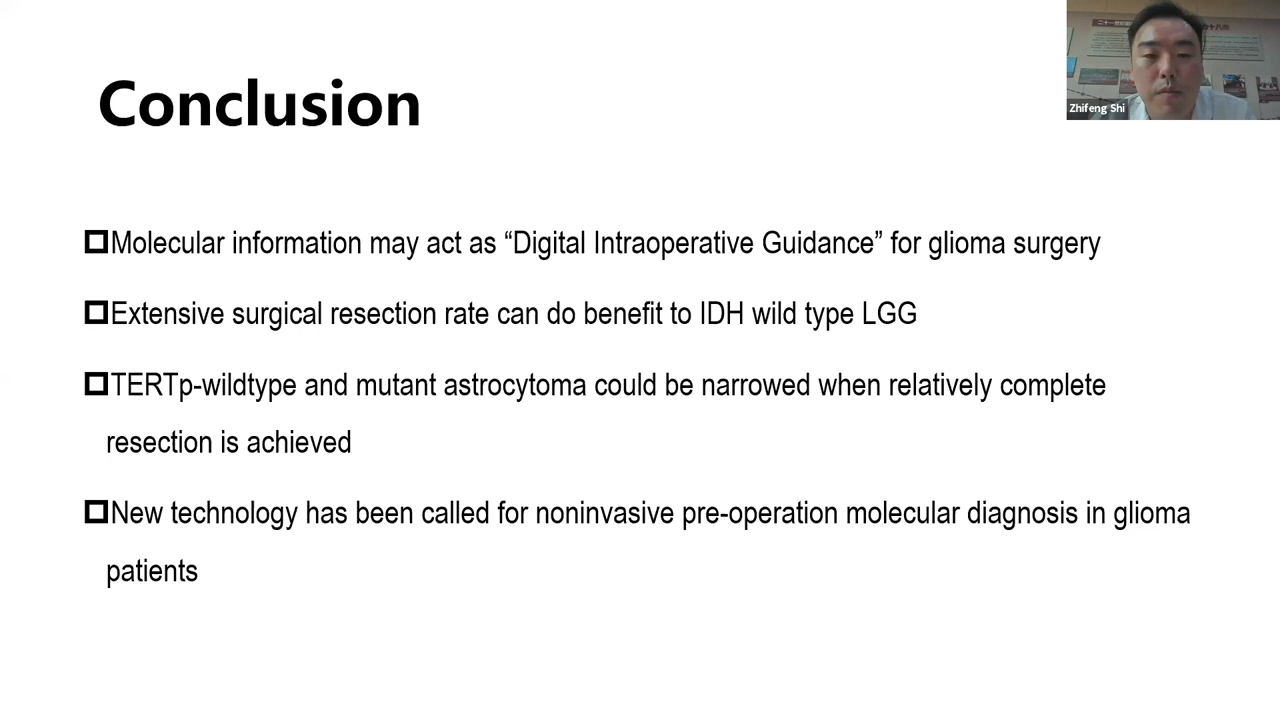 Conclusion
Zhifeng Shi
Molecular information may act as “Digital Intraoperative Guidance” for glioma surgery
Extensive surgical resection rate can do benefit to IDH wild type LGG
TERTp-wildtype and mutant astrocytoma could be narrowed when relatively complete
resection is achieved
New technology has been called for noninvasive pre-operation molecular diagnosis in glioma
patients